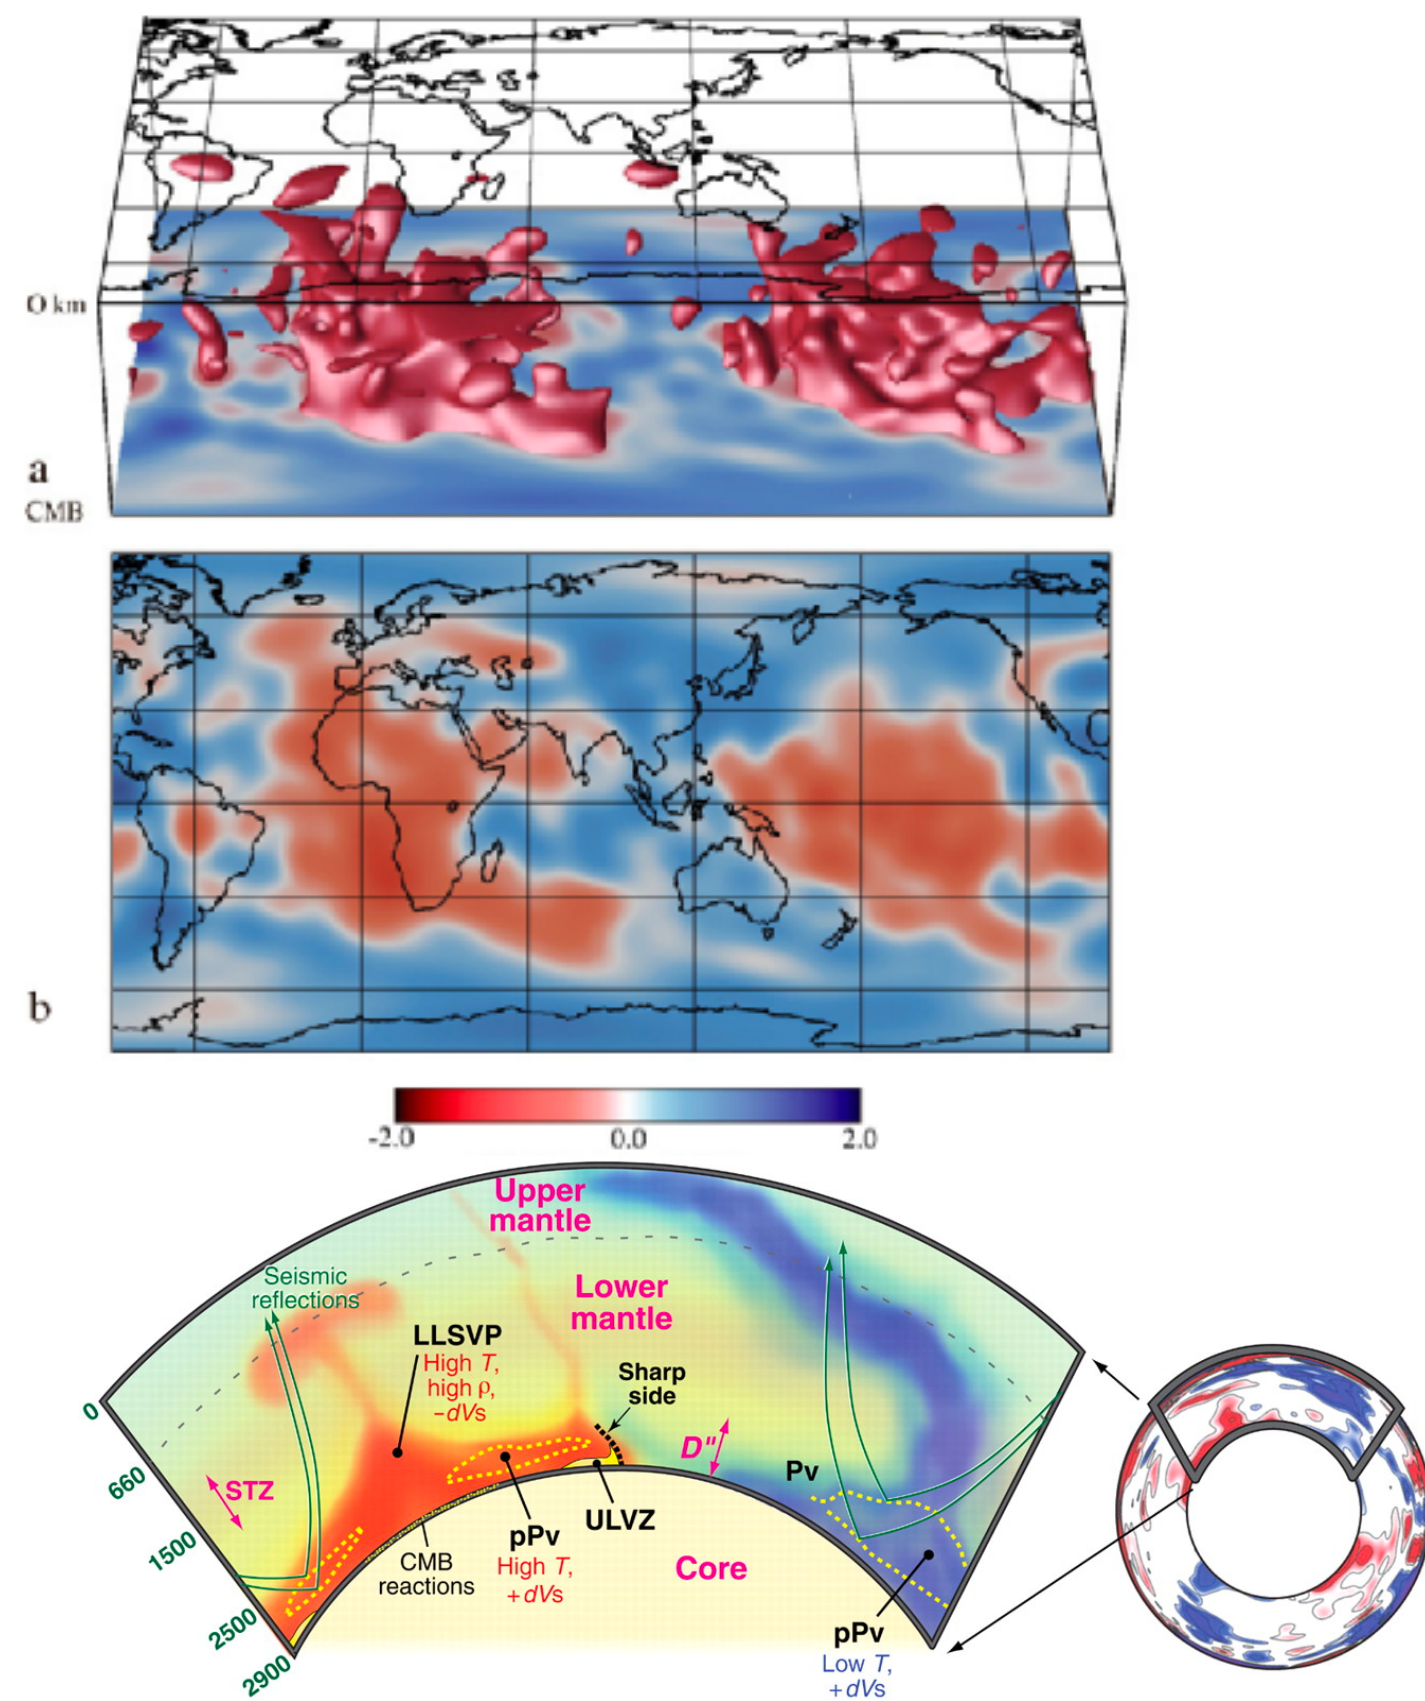 O km
a
CMB
b
-2.0
0.0
2.0
Upper
mantle
Lower
mantle
Seismic
reflections
LLSVP
High T,
high ρ,
–dVs
Sharp
side
D"
Pv
STZ
pPv
High T,
+dVs
ULVZ
CMB
reactions
Core
pPv
Low T,
+dVs
0
660
1500
2500
2900